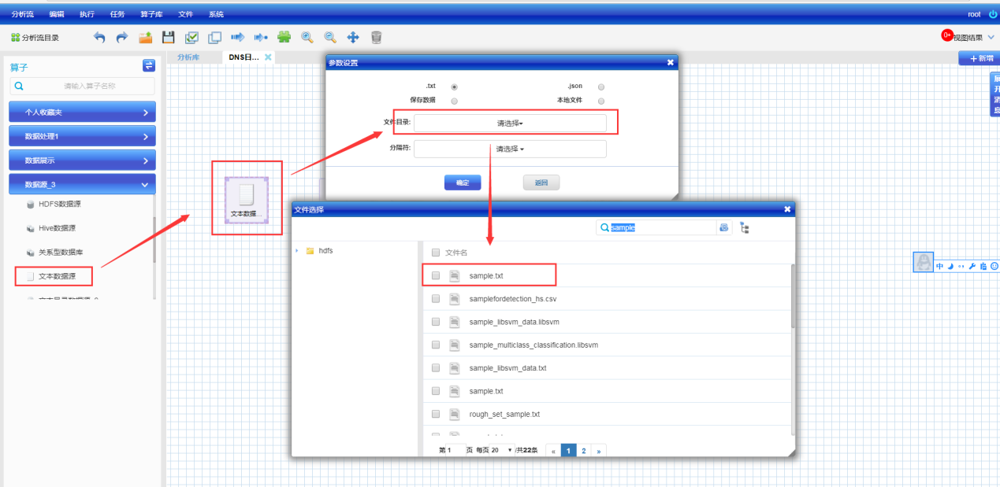 分析流 编辑 执行 任务 算子库 文件 系统 root
分析流目录 0+ 视图结果
算子 分析库 DNS日... +新增
请输入算子名称
展开消息
个人收藏夹
数据处理1
数据展示
数据源_3
HDFS数据源
Hive数据源
关系型数据库
文本数据源
文本数据...
参数设置
.txt .json
保存数据 本地文件
文件目录: 请选择
分隔符: 请选择
确定 返回
文件选择
sample
hdfs
文件名
sample.txt
samplefordetection_hs.csv
sample_libsvm_data.libsvm
sample_multiclass_classification.libsvm
sample_libsvm_data.txt
sample.txt
rough_set_sample.txt
第 1 页 每页 20 /共22条 « 1 2 »
中